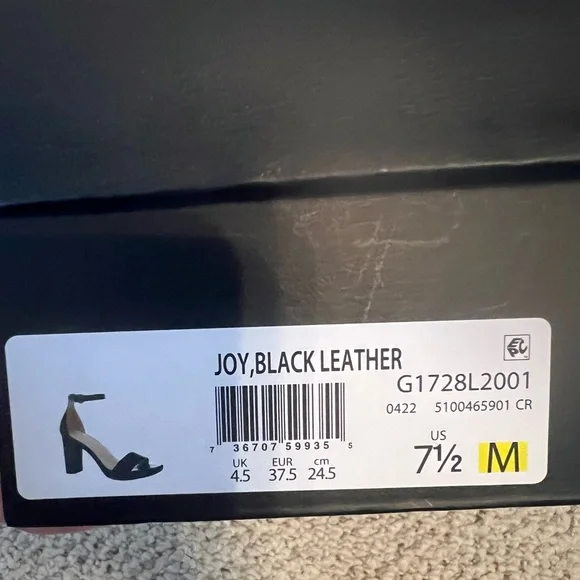 JOY,BLACK LEATHER
G1728L2001
0422 5100465901 CR
7 36707 59935 5
US
7½ M
UK EUR cm
4.5 37.5 24.5